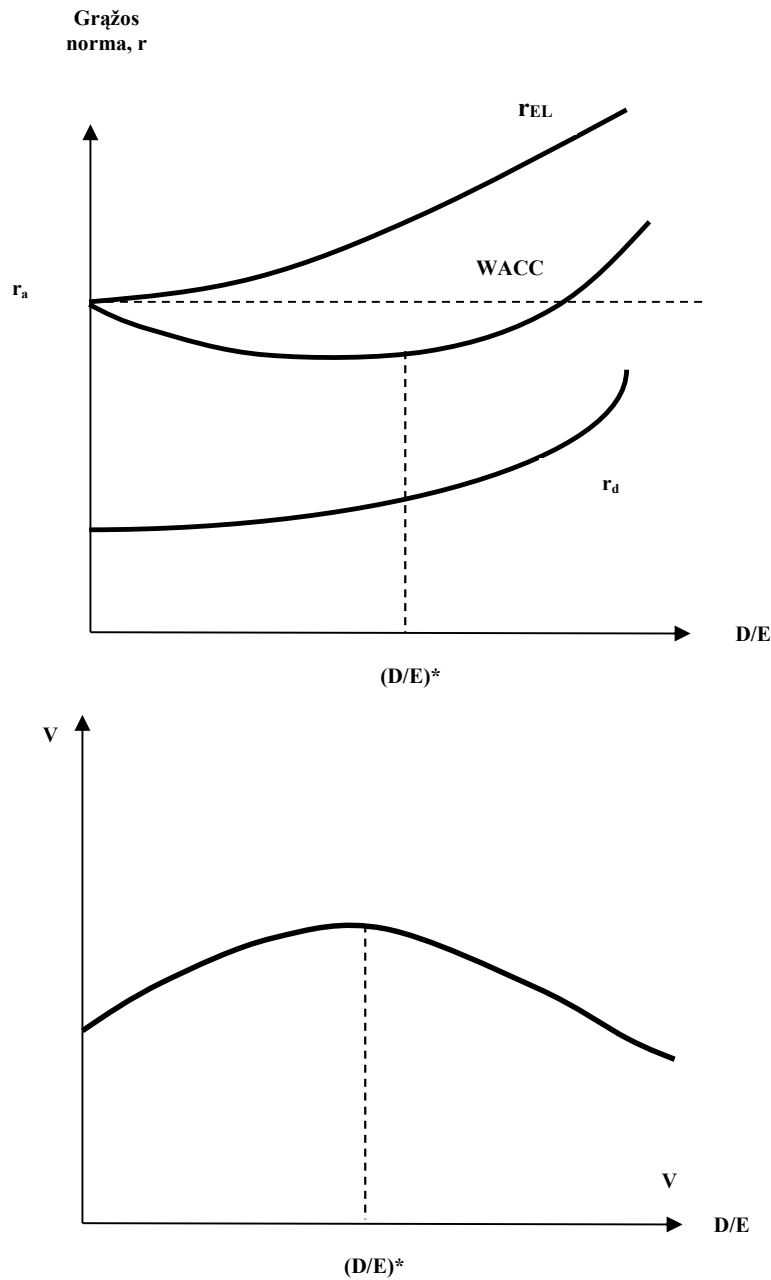 Grąžos
norma, r
rEL
WACC
ra
rd
D/E
(D/E)*
V
V
D/E
(D/E)*